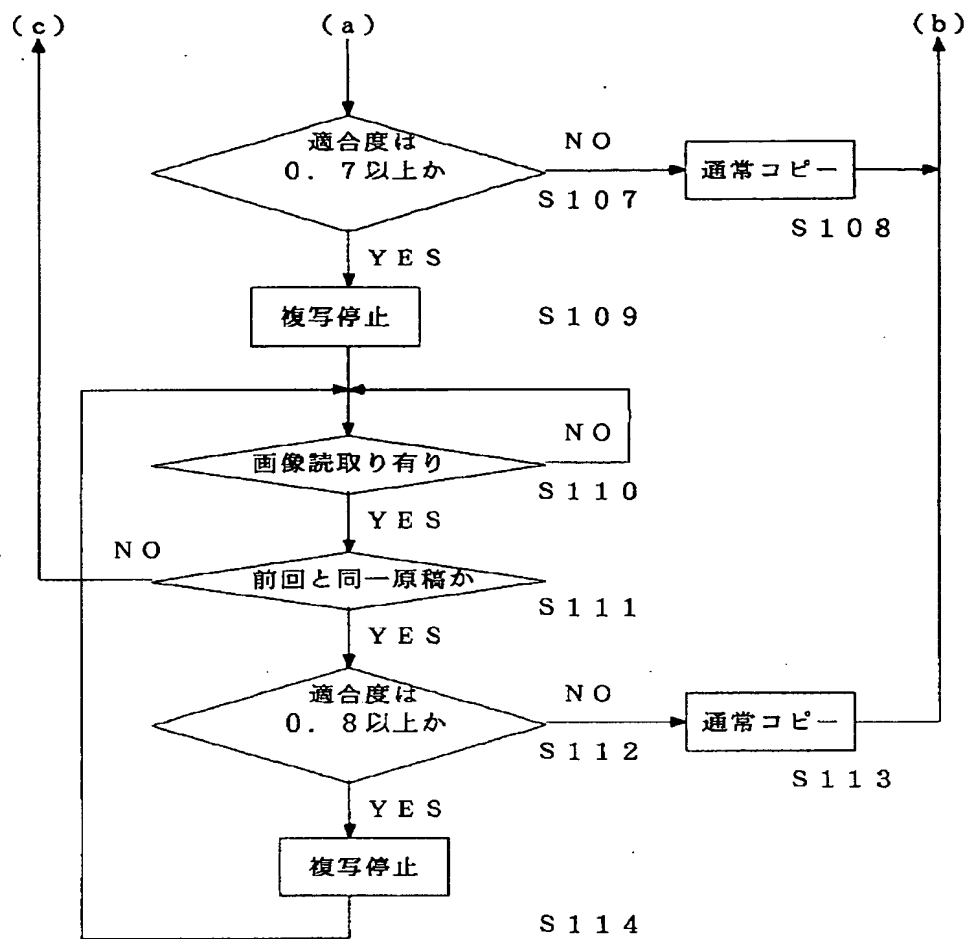 (c)
(a)
(b)
適合度は
0．7以上か
NO
S107
通常コピー
S108
YES
複写停止
S109
NO
画像読取り有り
S110
YES
NO
前回と同一原稿か
S111
YES
適合度は
0．8以上か
NO
S112
通常コピー
S113
YES
複写停止
S114